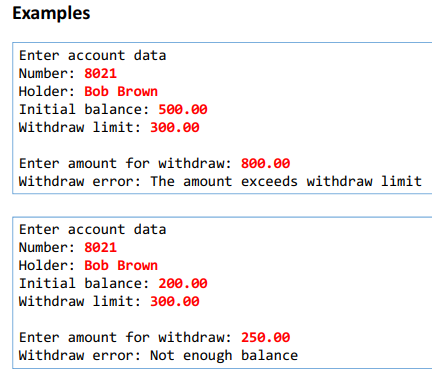 Examples
Enter account data
Number: 8021
Holder: Bob Brown
Initial balance: 500.00
Withdraw limit: 300.00
Enter amount for withdraw: 800.00
Withdraw error: The amount exceeds withdraw limit
Enter account data
Number: 8021
Holder: Bob Brown
Initial balance: 200.00
Withdraw limit: 300.00
Enter amount for withdraw: 250.00
Withdraw error: Not enough balance